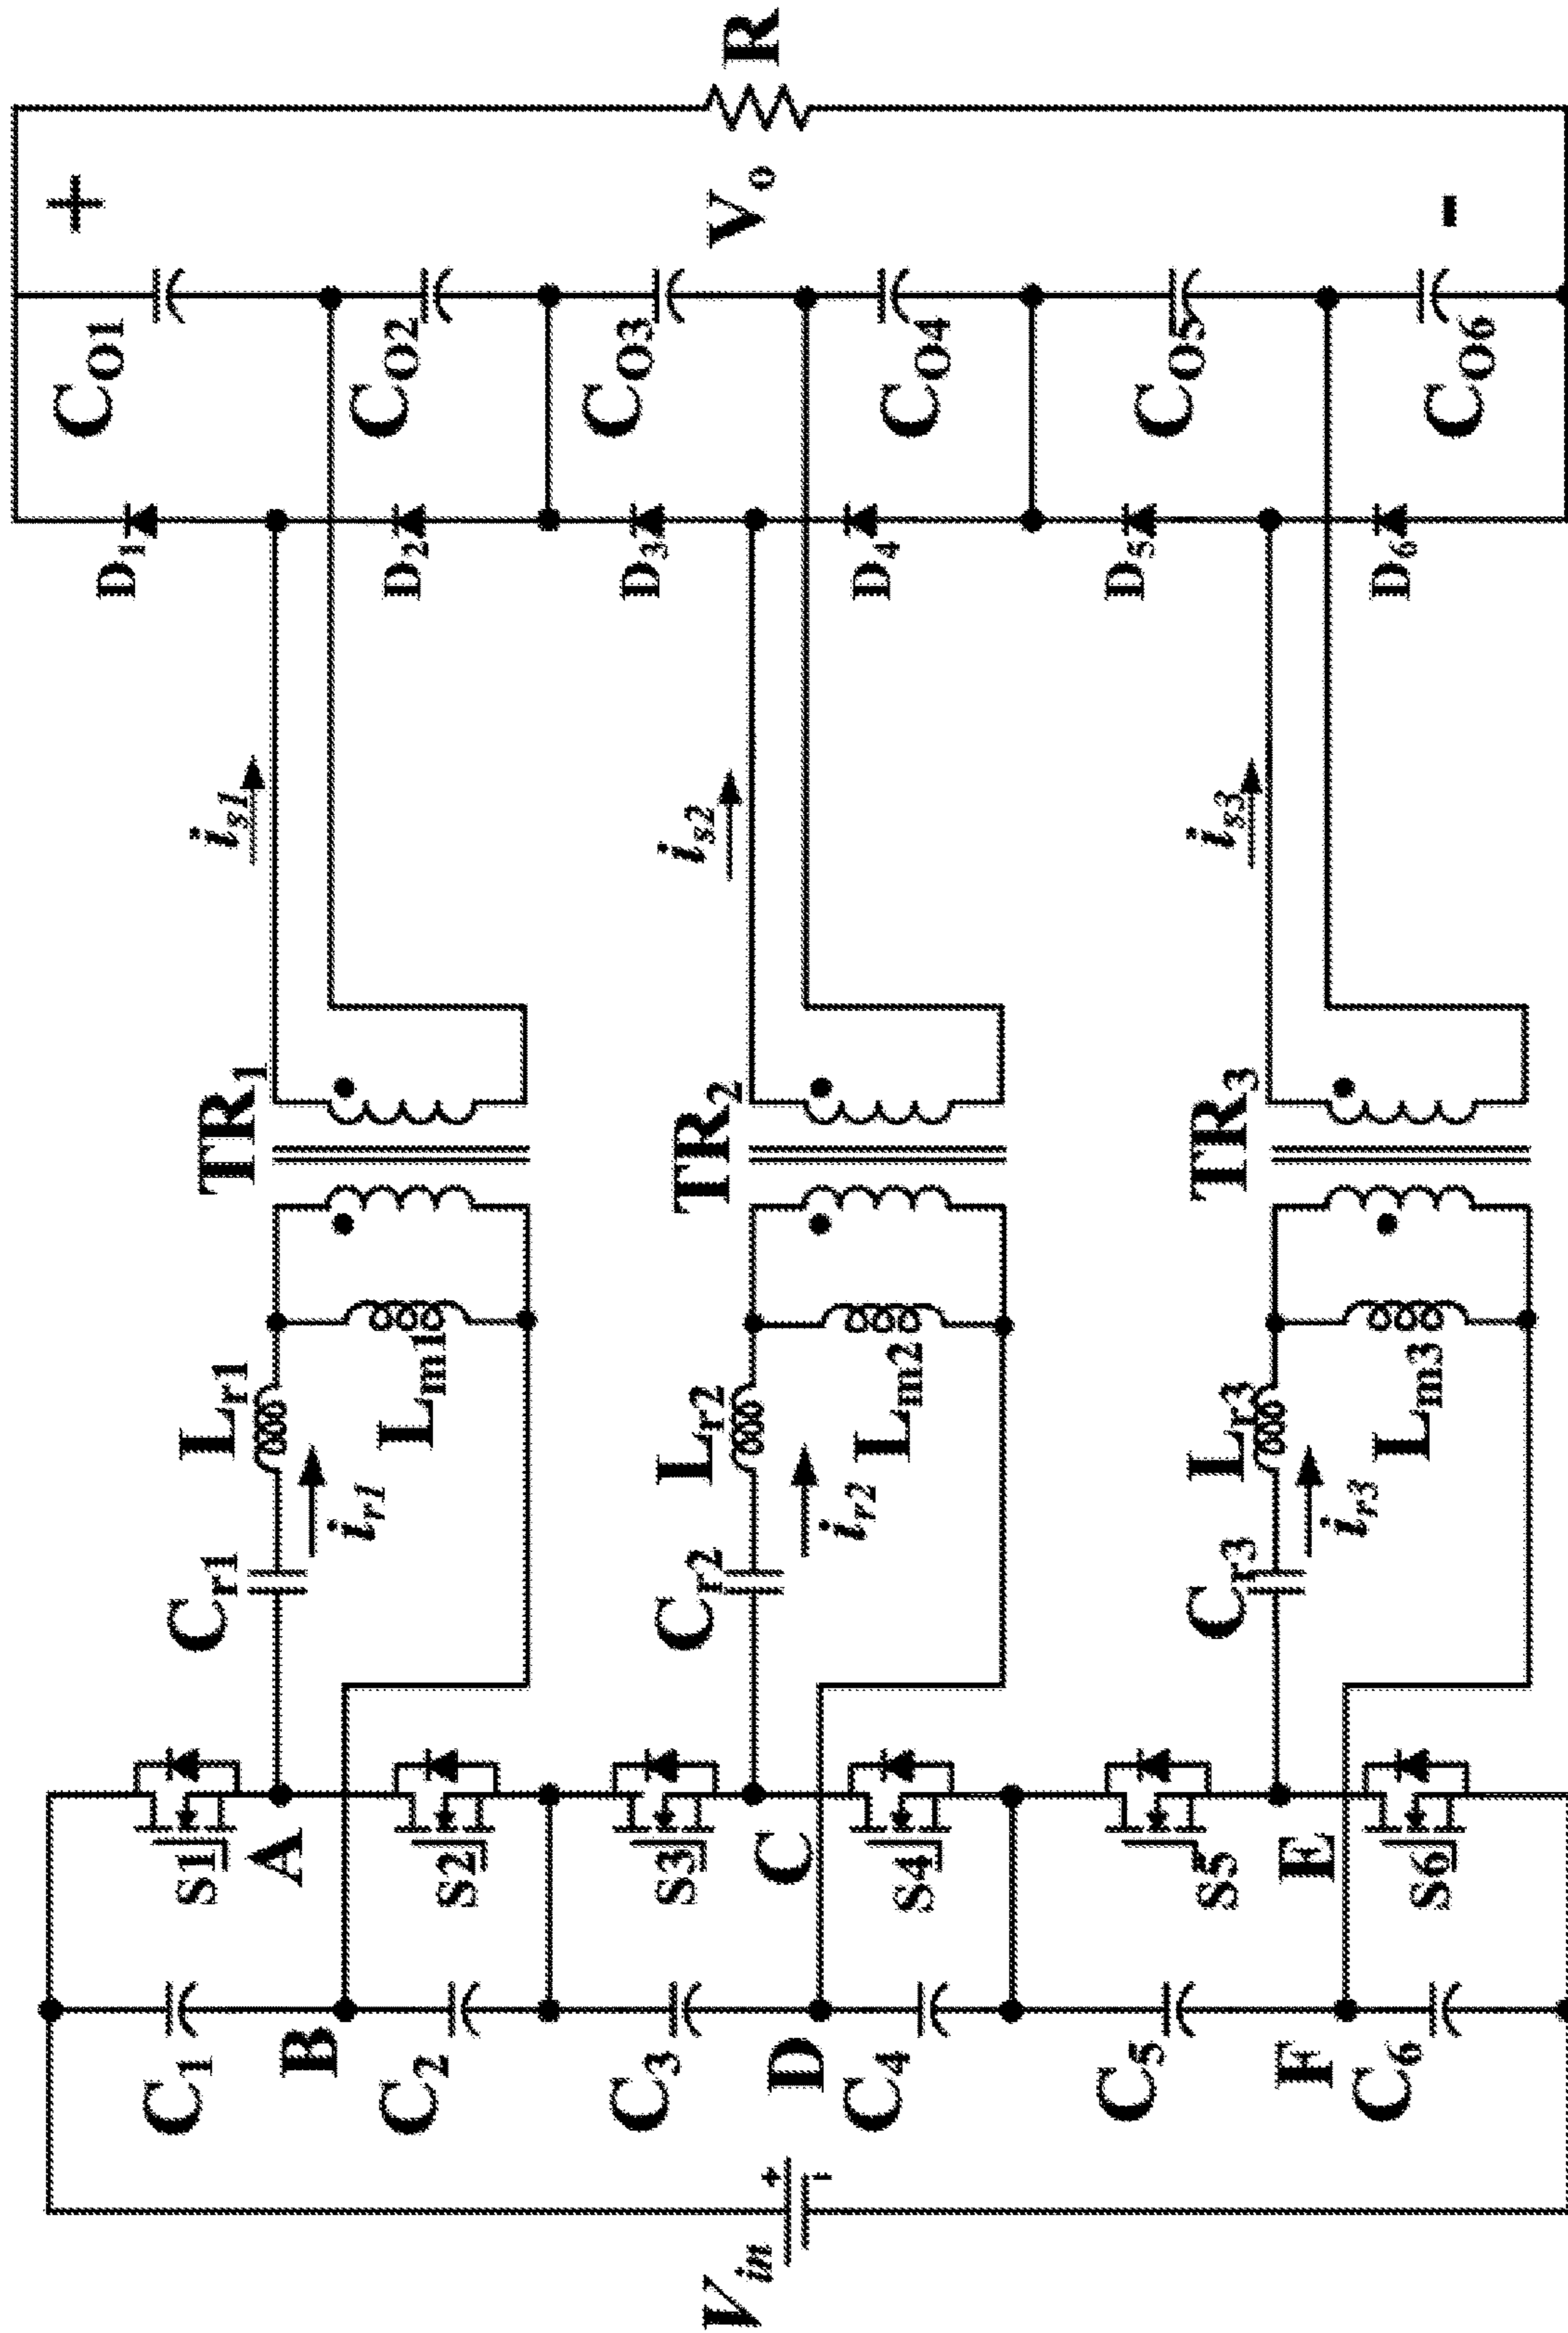 Vin
+
-
C1
B
C2
C3
D
C4
C5
F
C6
S1
A
S2
S3
C
S4
S5
E
S6
Cr1
Lr1
ir1
Lm1
Cr2
Lr2
ir2
Lm2
Cr3
Lr3
ir3
Lm3
TR1
TR2
TR3
is1
is2
is3
D1
D2
D3
D4
D5
D6
CO1
CO2
CO3
CO4
CO5
CO6
+
Vo
-
R